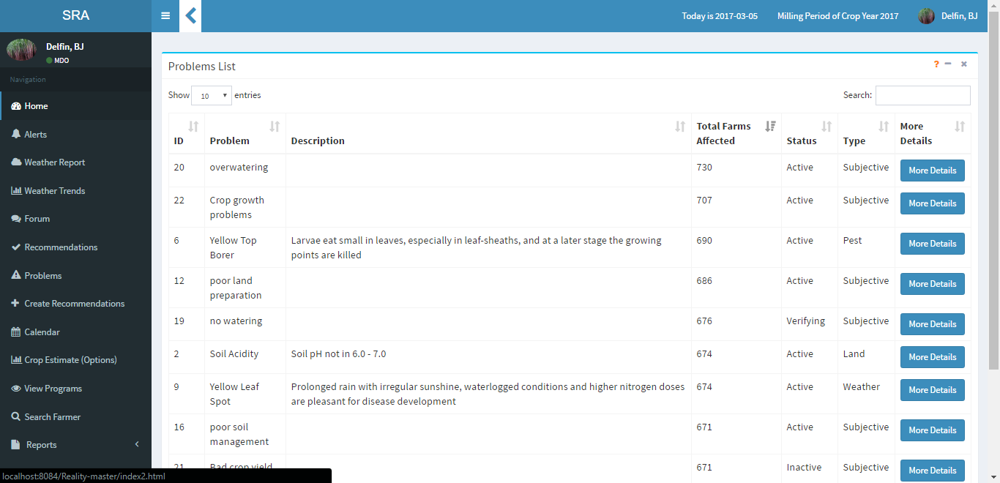 SRA
Today is 2017-03-05
Milling Period of Crop Year 2017
Delfin, BJ
Delfin, BJ
MDO
Navigation
Home
Alerts
Weather Report
Weather Trends
Forum
Recommendations
Problems
Create Recommendations
Calendar
Crop Estimate (Options)
View Programs
Search Farmer
Reports
localhost:8084/Reality-master/index2.html
Problems List
?
Show 10 entries
Search:
ID
Problem
Description
Total Farms
Affected
Status
Type
More
Details
20 overwatering 730 Active Subjective More Details
22 Crop growth 707 Active Subjective More Details
problems
6 Yellow Top Larvae eat small in leaves, especially in leaf-sheaths, and at a later stage the growing 690 Active Pest More Details
Borer points are killed
12 poor land 686 Active Subjective More Details
preparation
19 no watering 676 Verifying Subjective More Details
2 Soil Acidity Soil pH not in 6.0 - 7.0 674 Active Land More Details
9 Yellow Leaf Prolonged rain with irregular sunshine, waterlogged conditions and higher nitrogen doses 674 Active Weather More Details
Spot are pleasant for disease development
16 poor soil 671 Active Subjective More Details
management
21 Bad crop yield 671 Inactive Subjective More Details